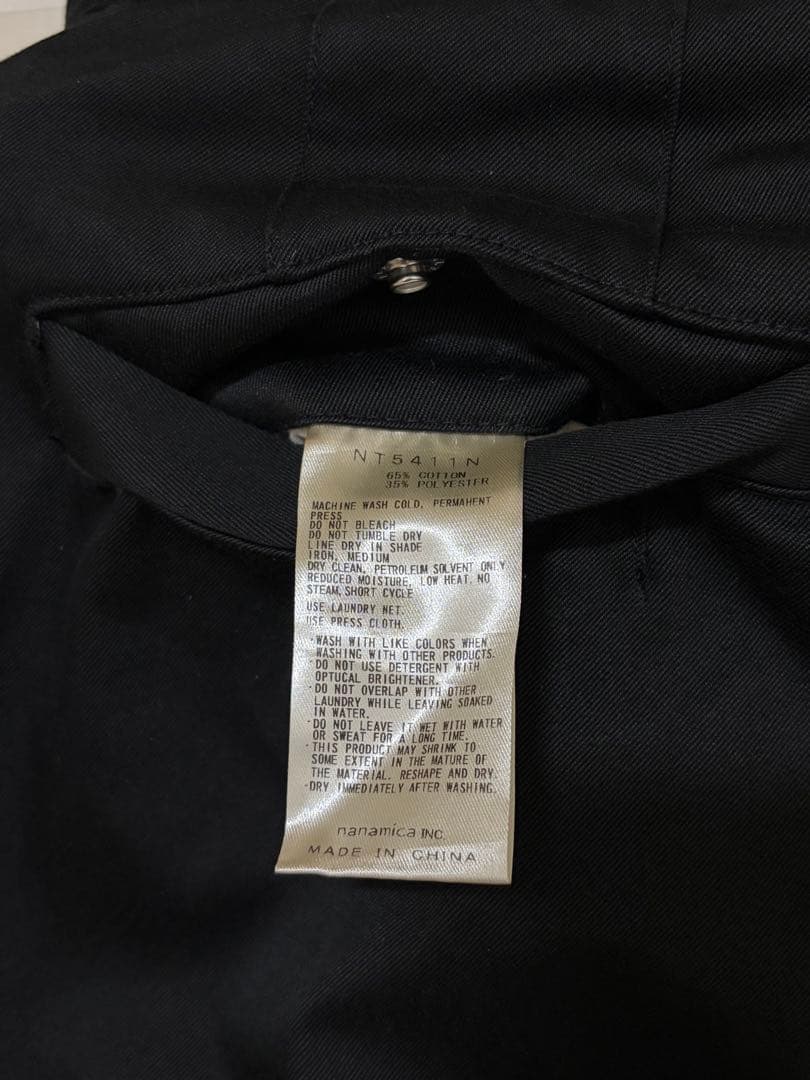 NT5411N
65% COTTON
35% POLYESTER
MACHINE WASH COLD, PERMAHENT
PRESS
DO NOT BLEACH
DO NOT TUMBLE DRY
LINE DRY IN SHADE
IRON, MEDIUM
DRY CLEAN, PETROLEUM SOLVENT ONLY
REDUCED MOISTURE, LOW HEAT. NO
STEAM, SHORT CYCLE
USE LAUNDRY NET.
USE PRESS CLOTH.
·WASH WITH LIKE COLORS WHEN
WASHING WITH OTHER PRODUCTS.
·DO NOT USE DETERGENT WITH
OPTUCAL BRIGHTENER.
·DO NOT OVERLAP WITH OTHER
LAUNDRY WHILE LEAVING SOAKED
IN WATER.
·DO NOT LEAVE IT WET WITH WATER
OR SWEAT FOR A LONG TIME.
·THIS PRODUCT MAY SHRINK TO
SOME EXTENT IN THE MATURE OF
THE MATERIAL. RESHAPE AND DRY.
·DRY IMMEDIATELY AFTER WASHING.
nanamica INC.
MADE IN CHINA